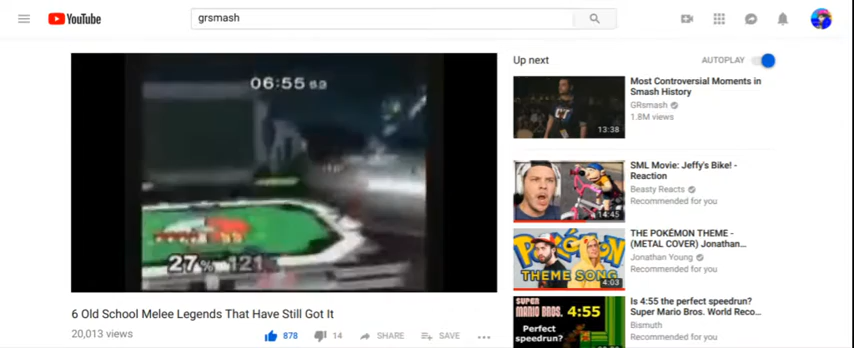 YouTube
grsmash
06:55 63
27% 121
6 Old School Melee Legends That Have Still Got It
20,013 views
878
14
SHARE
SAVE
Up next
AUTOPLAY
13:38
Most Controversial Moments in
Smash History
GRsmash
1.8M views
14:45
SML Movie: Jeffy's Bike! -
Reaction
Beasty Reacts
Recommended for you
POKÉMON
THEME SONG
4:03
THE POKÉMON THEME -
(METAL COVER) Jonathan...
Jonathan Young
Recommended for you
SUPER
MARIO BROS. 4:55
Perfect
speedrun?
Is 4:55 the perfect speedrun?
Super Mario Bros. World Reco...
Bismuth
Recommended for you